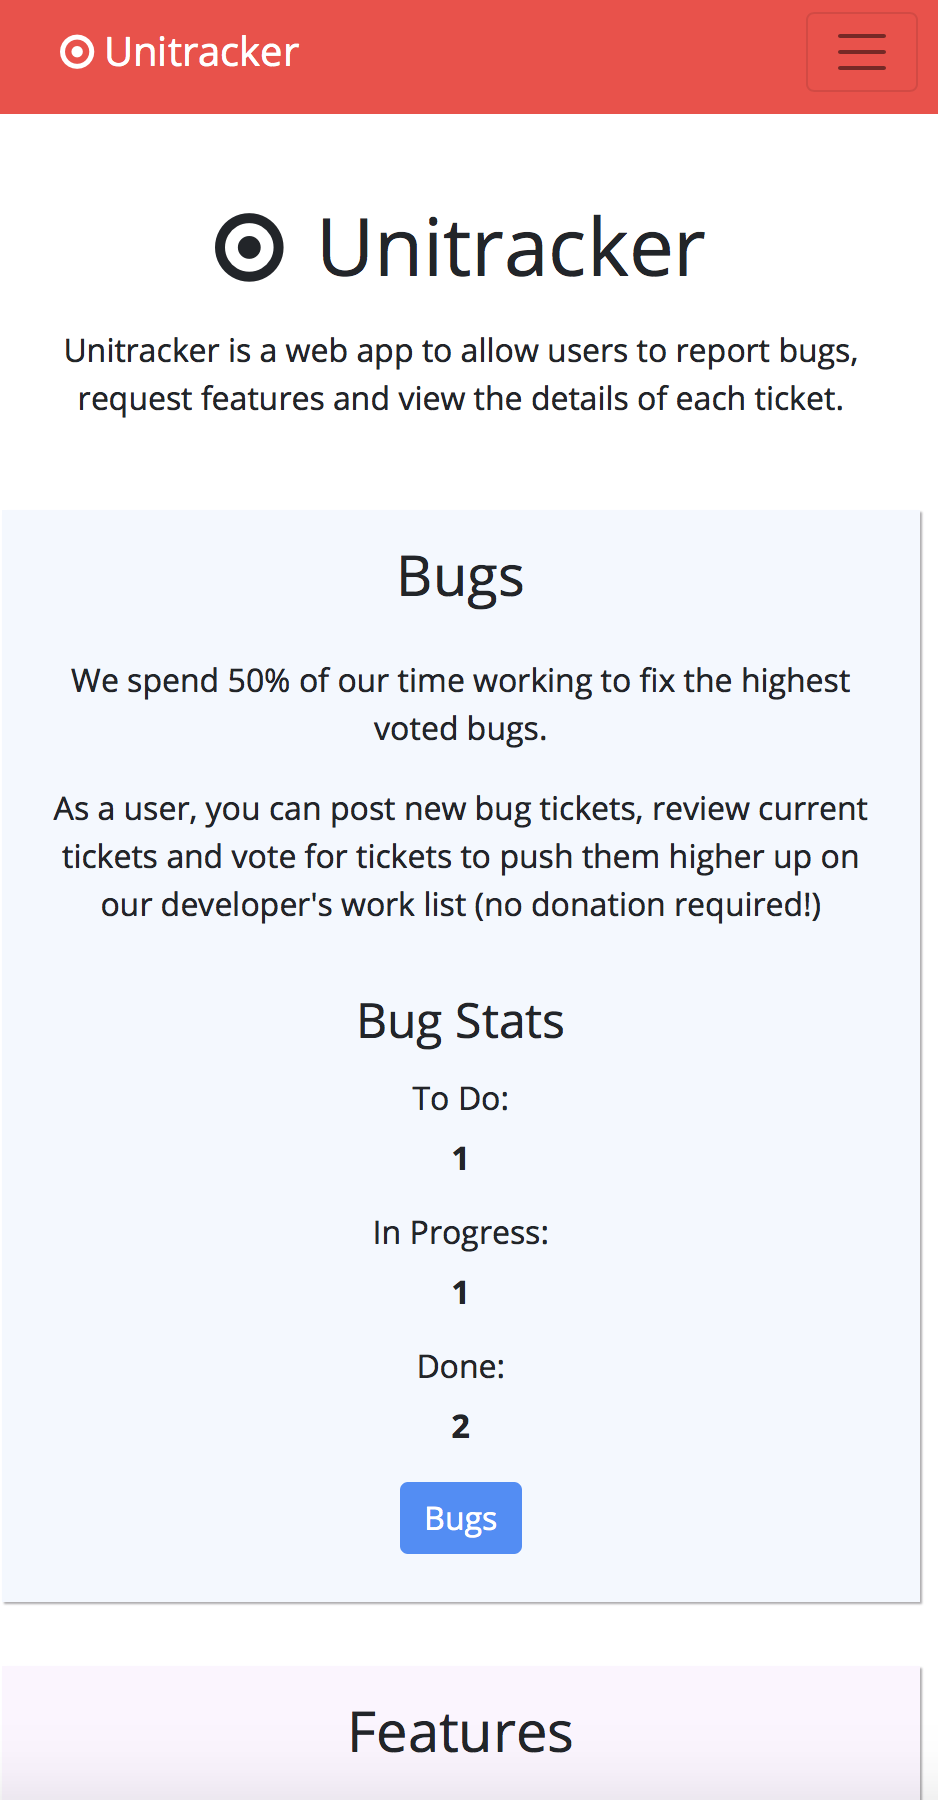 Unitracker
Unitracker
Unitracker is a web app to allow users to report bugs,
request features and view the details of each ticket.
Bugs
We spend 50% of our time working to fix the highest
voted bugs.
As a user, you can post new bug tickets, review current
tickets and vote for tickets to push them higher up on
our developer's work list (no donation required!)
Bug Stats
To Do:
1
In Progress:
1
Done:
2
Bugs
Features